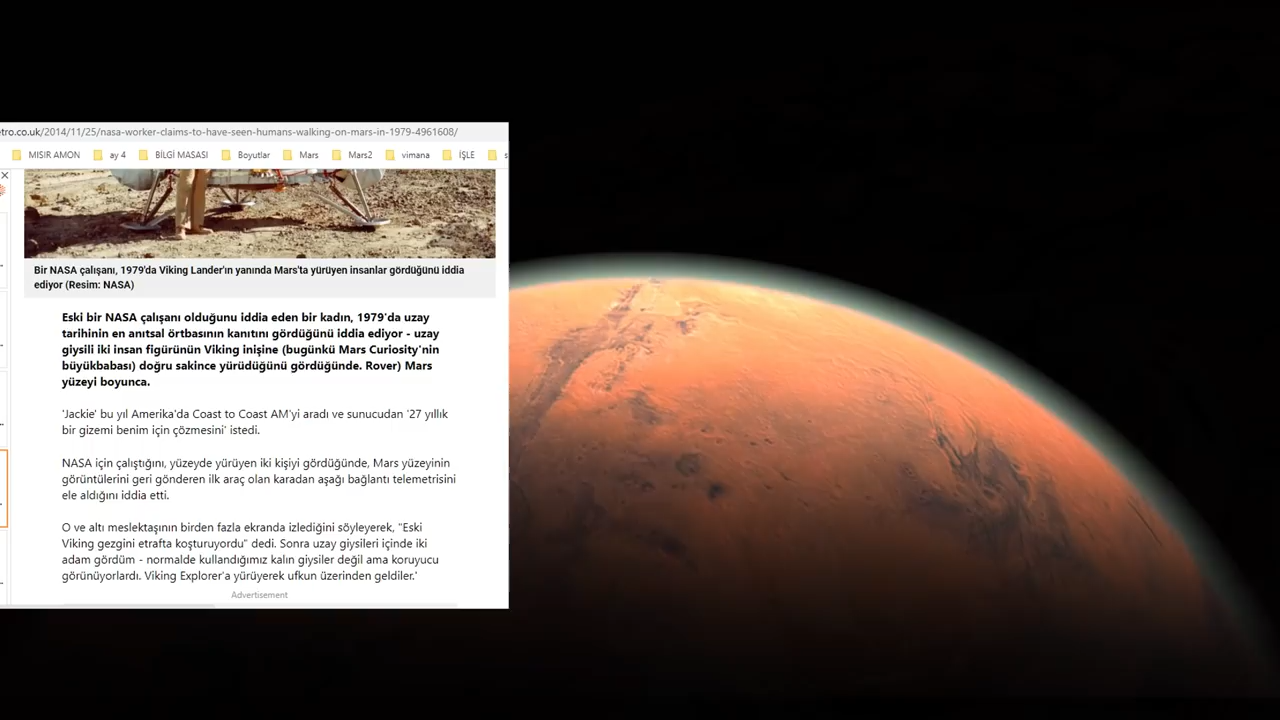 etro.co.uk/2014/11/25/nasa-worker-claims-to-have-seen-humans-walking-on-mars-in-1979-4961608/
MISIR AMON ay 4 BİLGİ MASASI Boyutlar Mars Mars2 vimana İŞLE s
Bir NASA çalışanı, 1979'da Viking Lander'ın yanında Mars'ta yürüyen insanlar gördüğünü iddia
ediyor (Resim: NASA)
Eski bir NASA çalışanı olduğunu iddia eden bir kadın, 1979'da uzay
tarihinin en anıtsal örtbasının kanıtını gördüğünü iddia ediyor - uzay
giysili iki insan figürünün Viking inişine (bugünkü Mars Curiosity'nin
büyükbabası) doğru sakince yürüdüğünü gördüğünde. Rover) Mars
yüzeyi boyunca.
'Jackie' bu yıl Amerika'da Coast to Coast AM'yi aradı ve sunucudan '27 yıllık
bir gizemi benim için çözmesini' istedi.
NASA için çalıştığını, yüzeyde yürüyen iki kişiyi gördüğünde, Mars yüzeyinin
görüntülerini geri gönderen ilk araç olan karadan aşağı bağlantı telemetrisini
ele aldığını iddia etti.
O ve altı meslektaşının birden fazla ekranda izlediğini söyleyerek, "Eski
Viking gezgini etrafta koşturuyordu" dedi. Sonra uzay giysileri içinde iki
adam gördüm - normalde kullandığımız kalın giysiler değil ama koruyucu
görünüyorlardı. Viking Explorer'a yürüyerek ufkun üzerinden geldiler.'
Advertisement